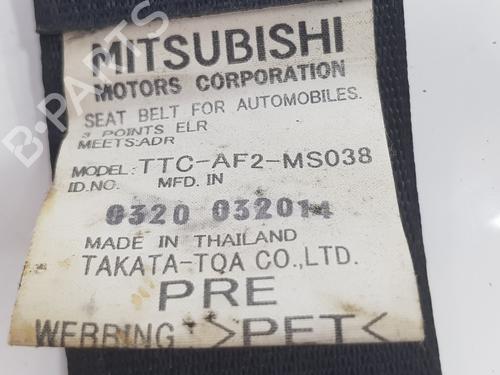 MITSUBISHI
MOTORS CORPORATION
SEAT BELT FOR AUTOMOBILES.
3 POINTS ELR
MEETS:ADR
MODEL: TTC-AF2-MS038
ID.NO. MFD. IN
0320 032014
MADE IN THAILAND
TAKATA-TOA CO.,LTD.
PRE
WEBBING >PET<
B-PARTS